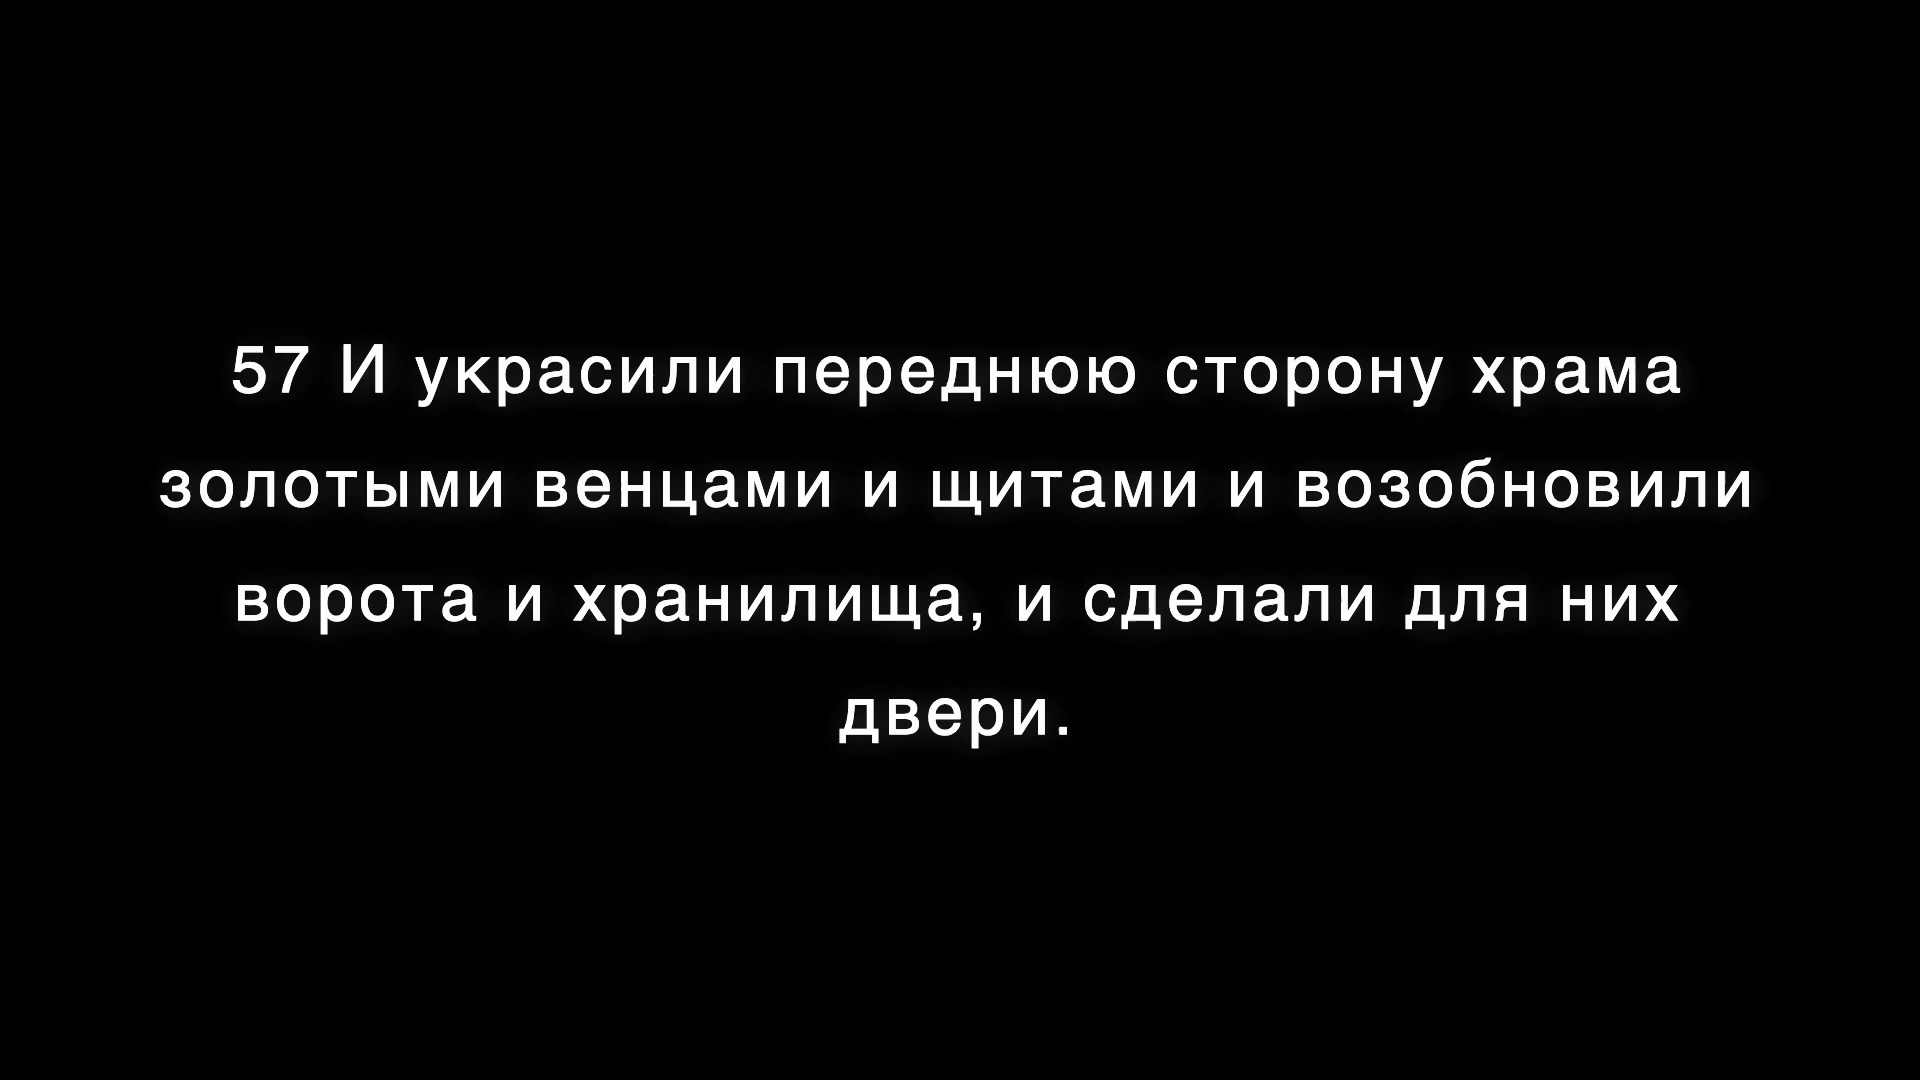 57 И украсили переднюю сторону храма
золотыми венцами и щитами и возобновили
ворота и хранилища, и сделали для них
двери.